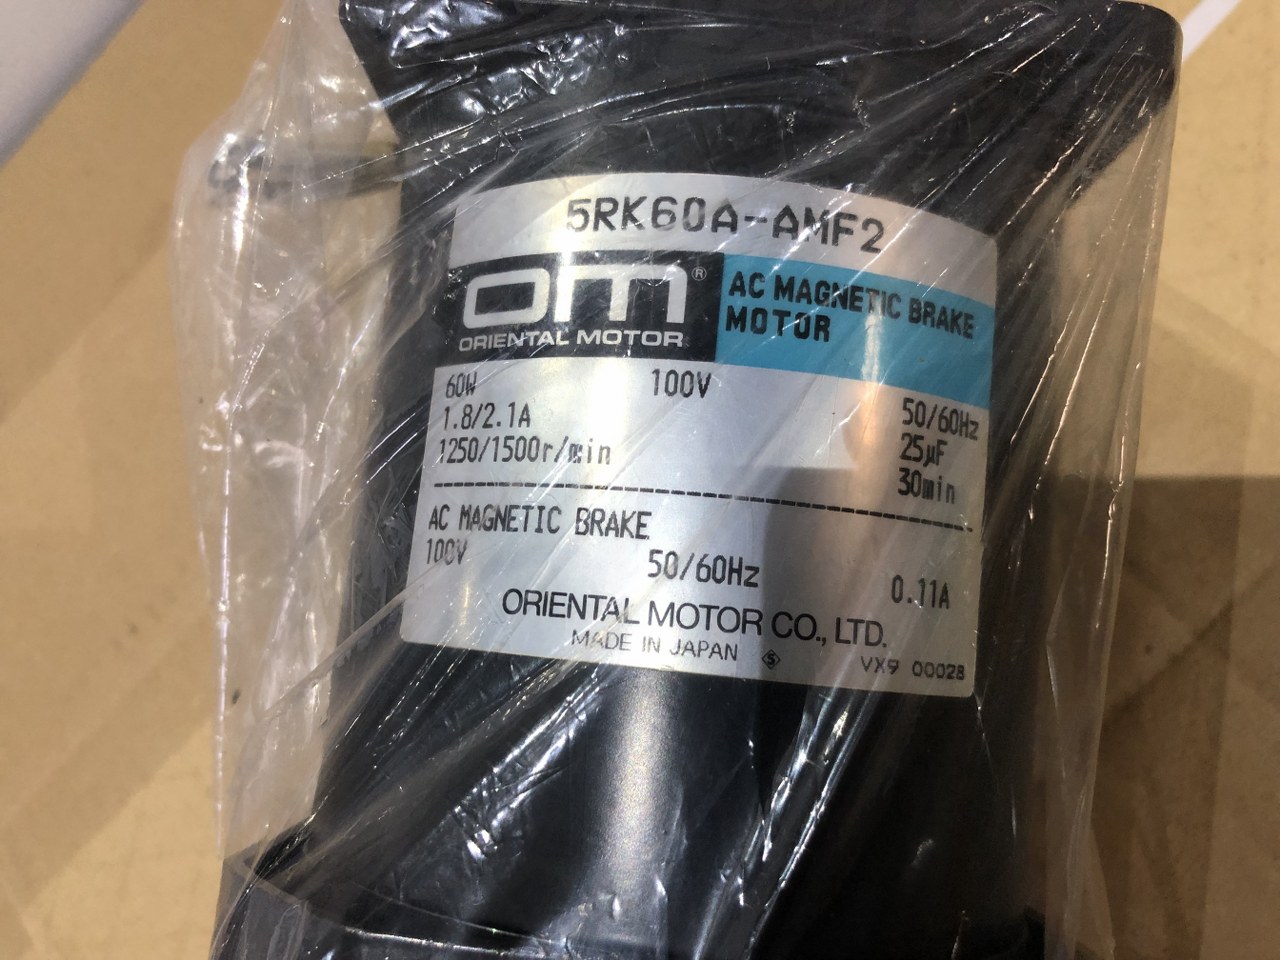 5RK60A-AMF2
om®
ORIENTAL MOTOR
AC MAGNETIC BRAKE
MOTOR
60W 100V 50/60Hz
1.8/2.1A 25µF
1250/1500r/min 30min
AC MAGNETIC BRAKE
100V 50/60Hz 0.11A
ORIENTAL MOTOR CO., LTD.
MADE IN JAPAN S VX9 00028